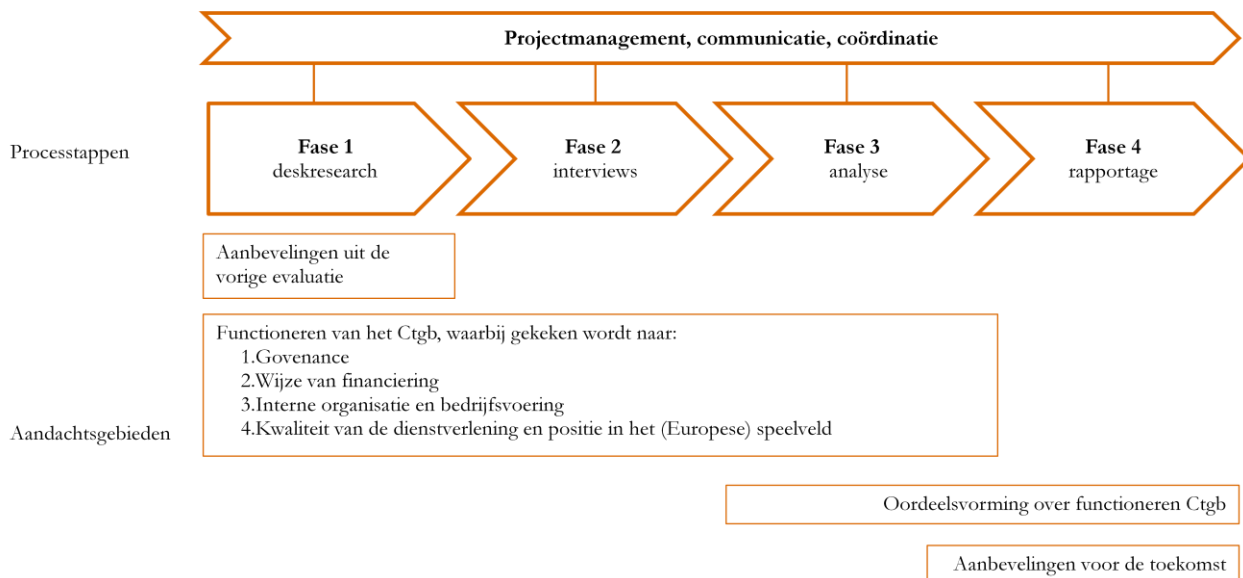 Projectmanagement, communicatie, coördinatie
Processtappen
Fase 1
deskresearch
Fase 2
interviews
Fase 3
analyse
Fase 4
rapportage
Aanbevelingen uit de
vorige evaluatie
Aandachtsgebieden
Functioneren van het Ctgb, waarbij gekeken wordt naar:
1.Govenance
2.Wijze van financiering
3.Interne organisatie en bedrijfsvoering
4.Kwaliteit van de dienstverlening en positie in het (Europese) speelveld
Oordeelsvorming over functioneren Ctgb
Aanbevelingen voor de toekomst